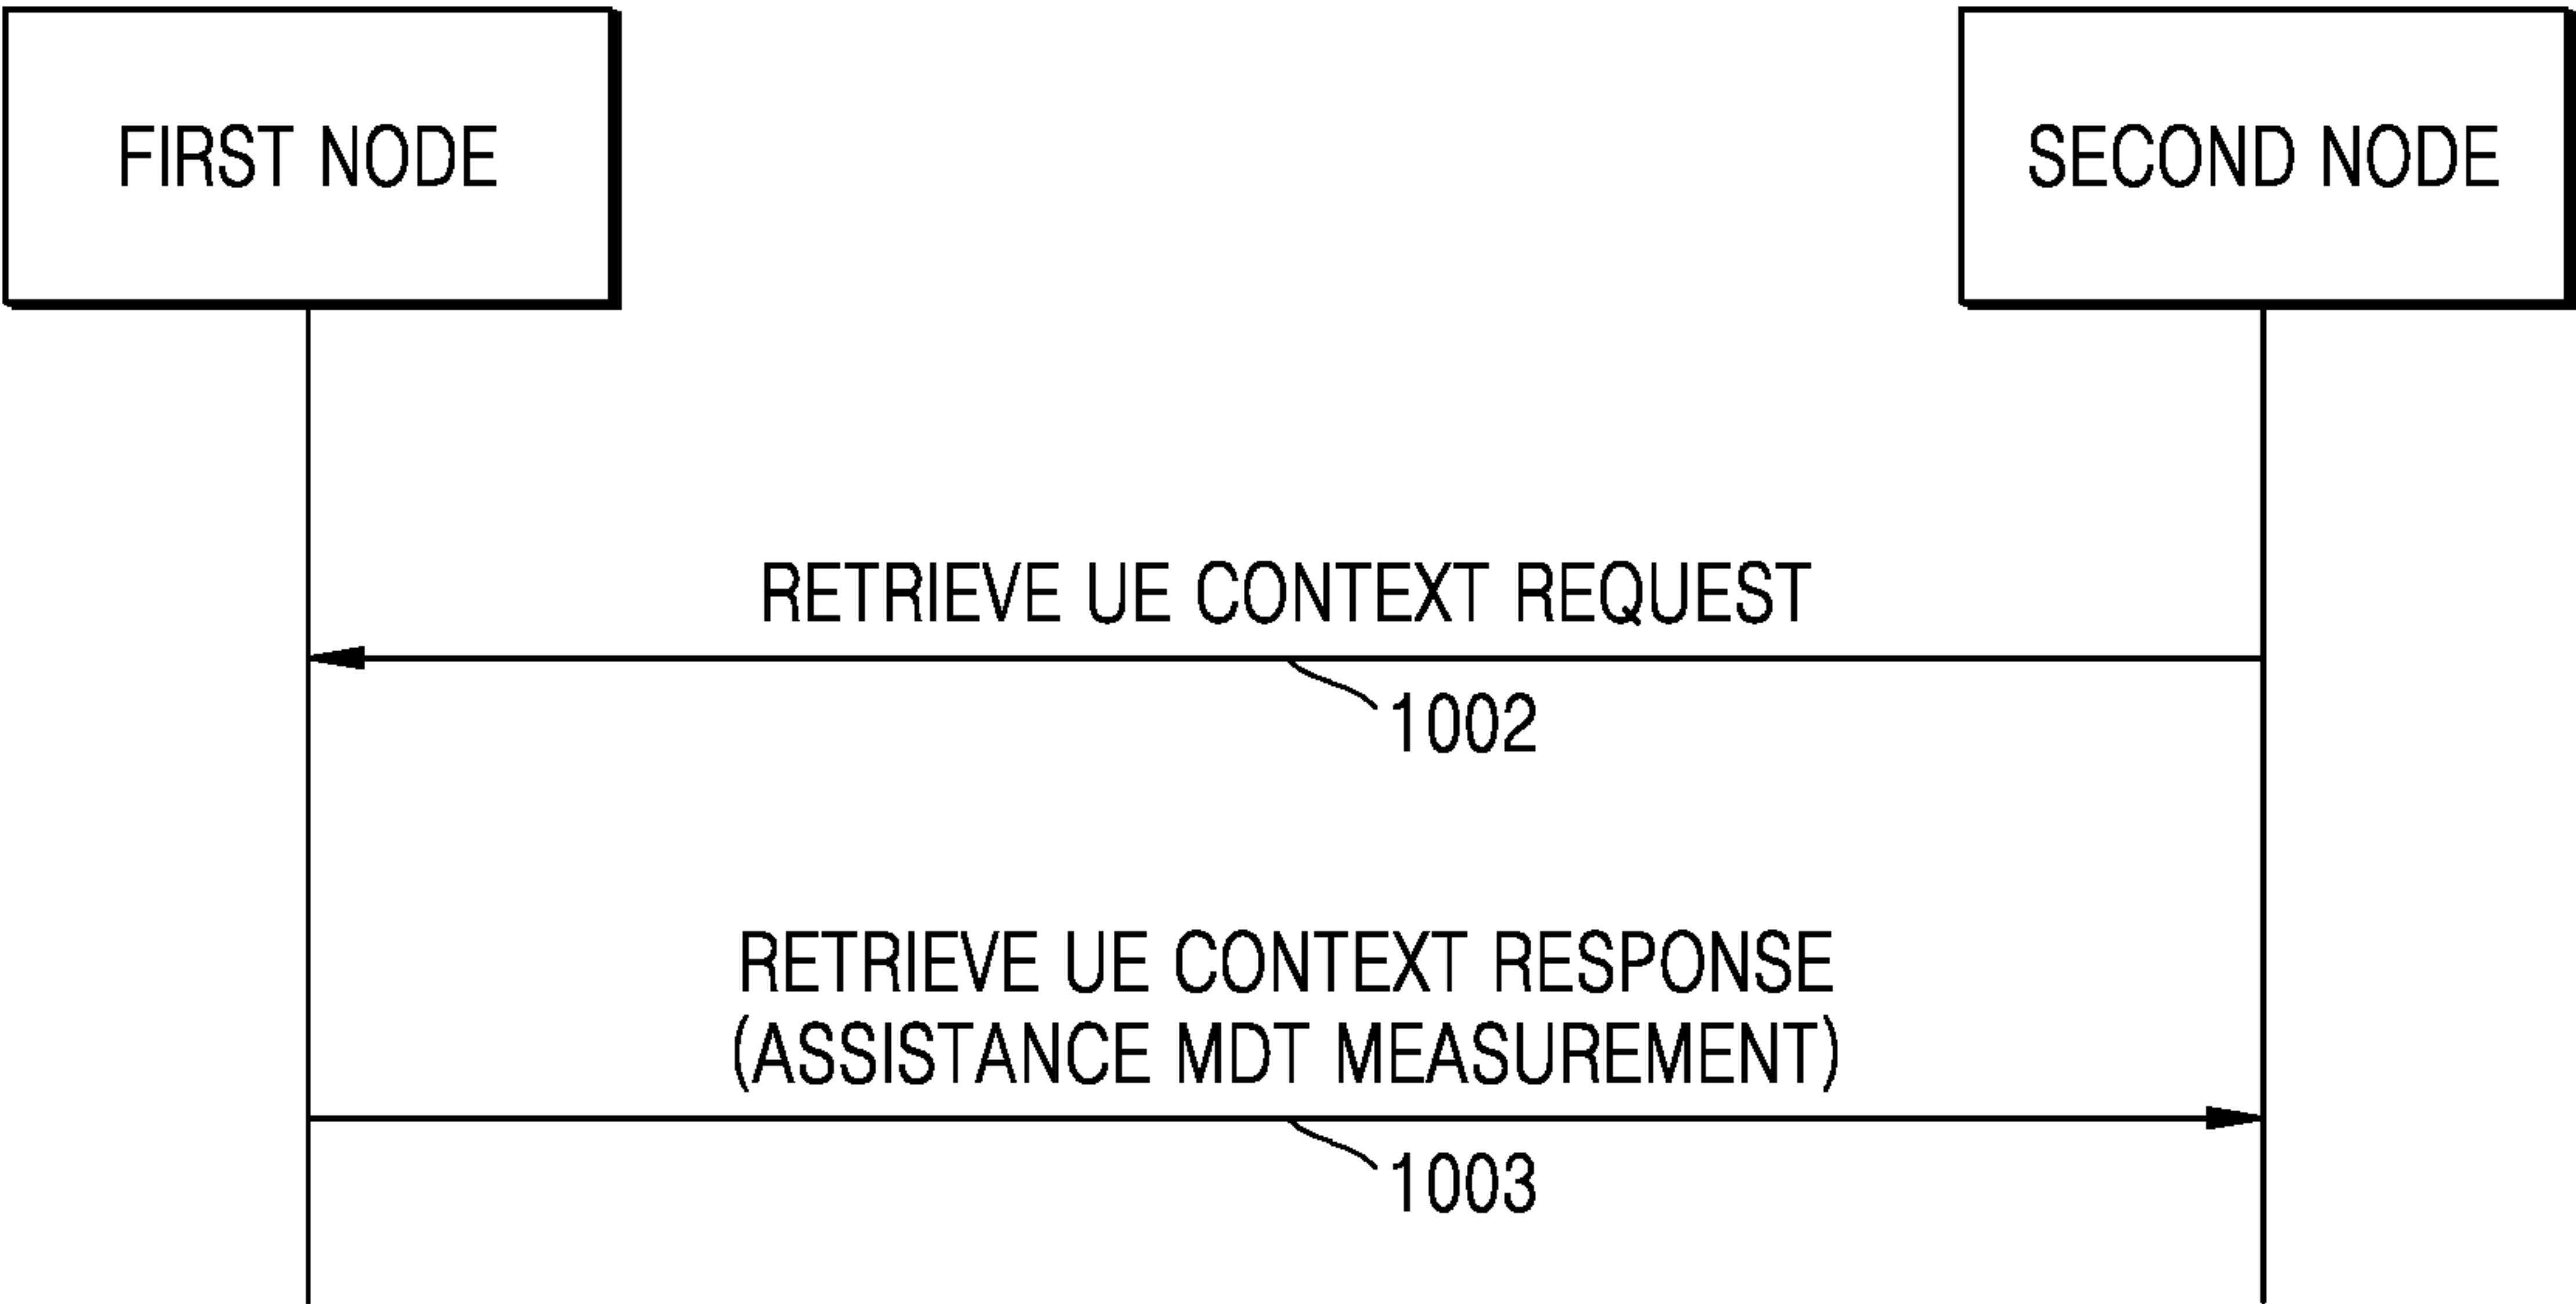 FIRST NODE
SECOND NODE
RETRIEVE UE CONTEXT REQUEST
1002
RETRIEVE UE CONTEXT RESPONSE
(ASSISTANCE MDT MEASUREMENT)
1003